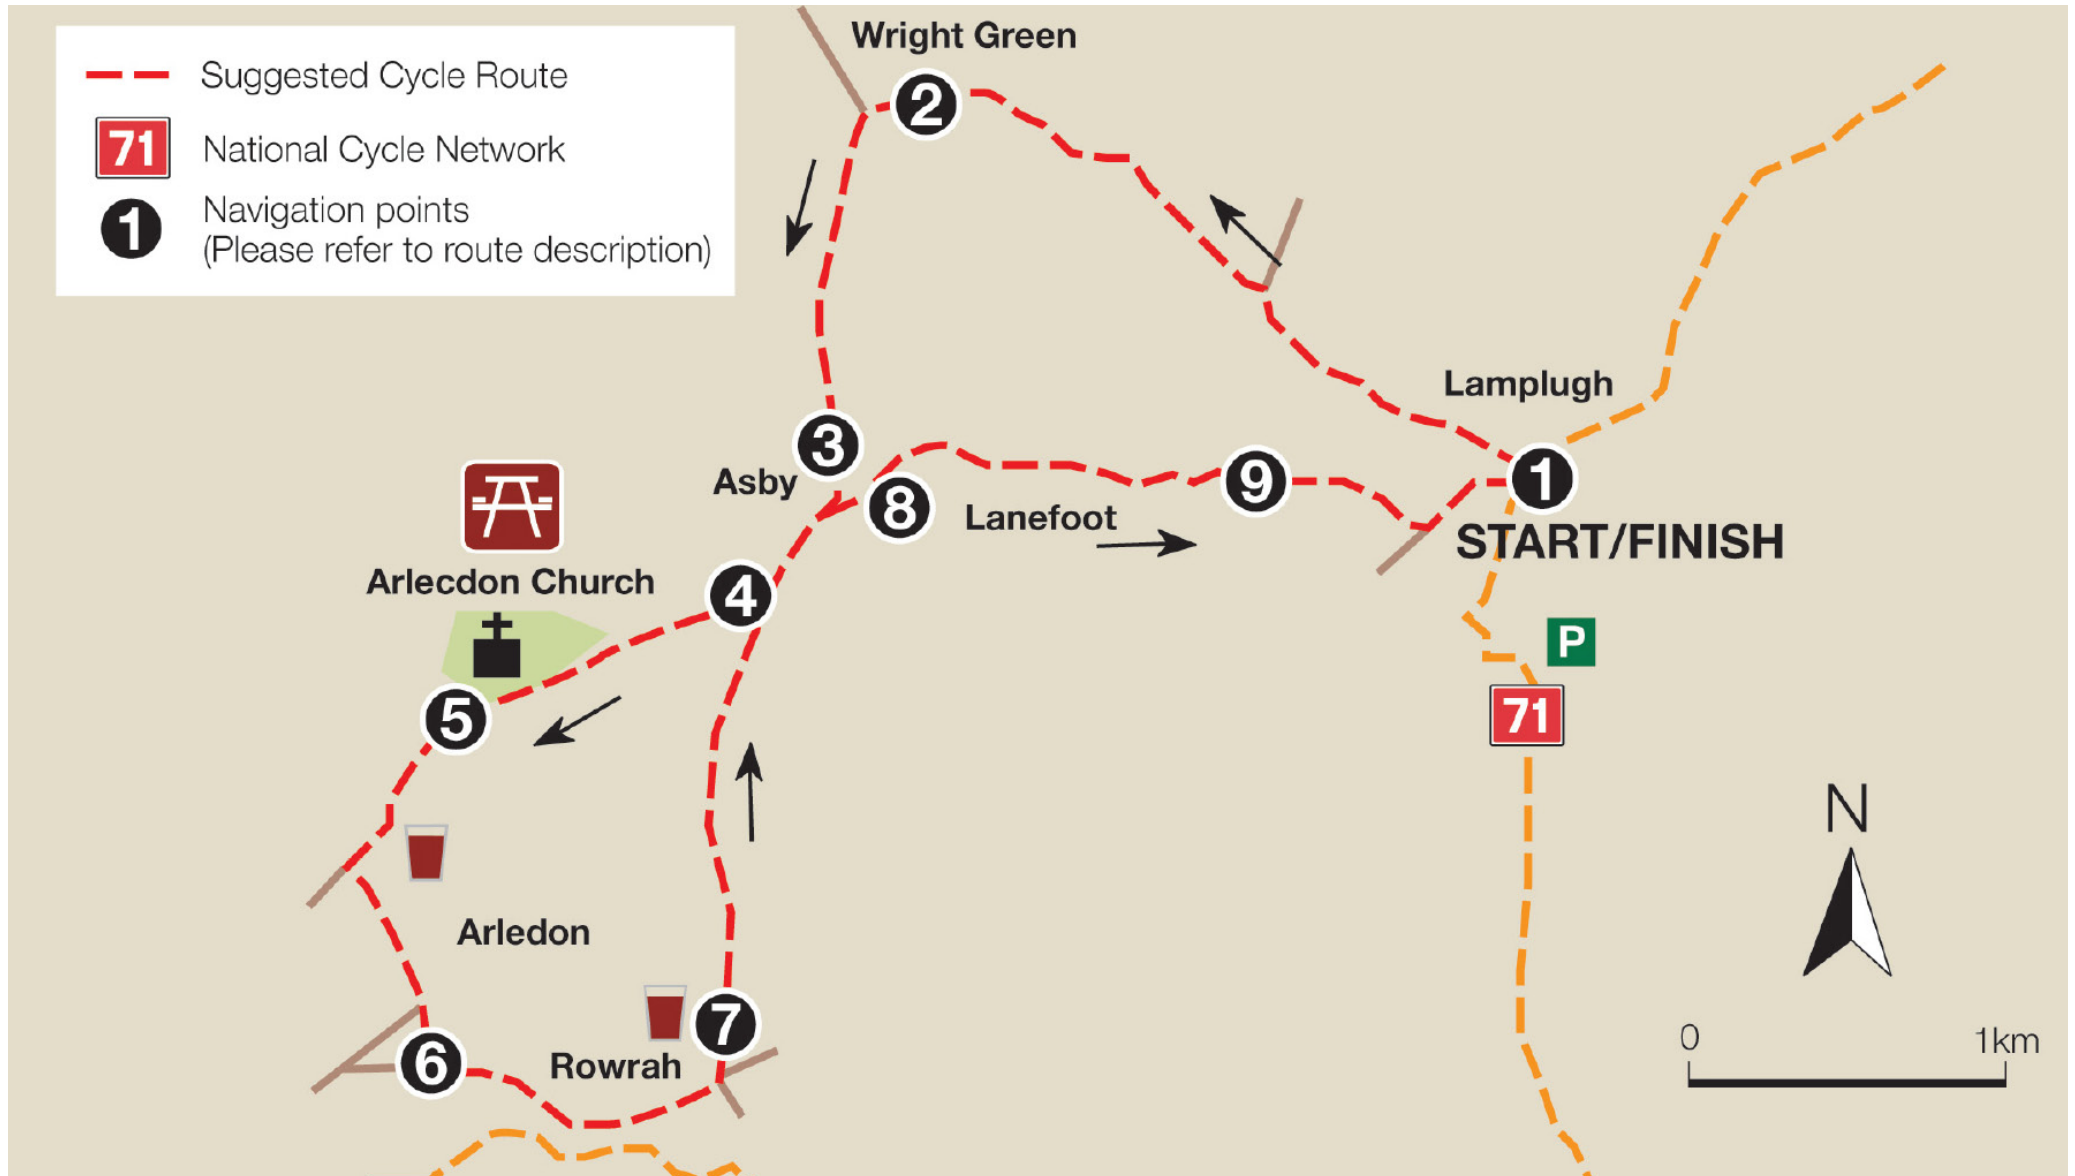 Suggested Cycle Route
71
National Cycle Network
1
Navigation points
(Please refer to route description)
Wright Green
2
Lamplugh
1
START/FINISH
3
Asby
8
9
Lanefoot
4
Arlecdon Church
5
P
71
Arledon
7
Rowrah
6
N
0
1km